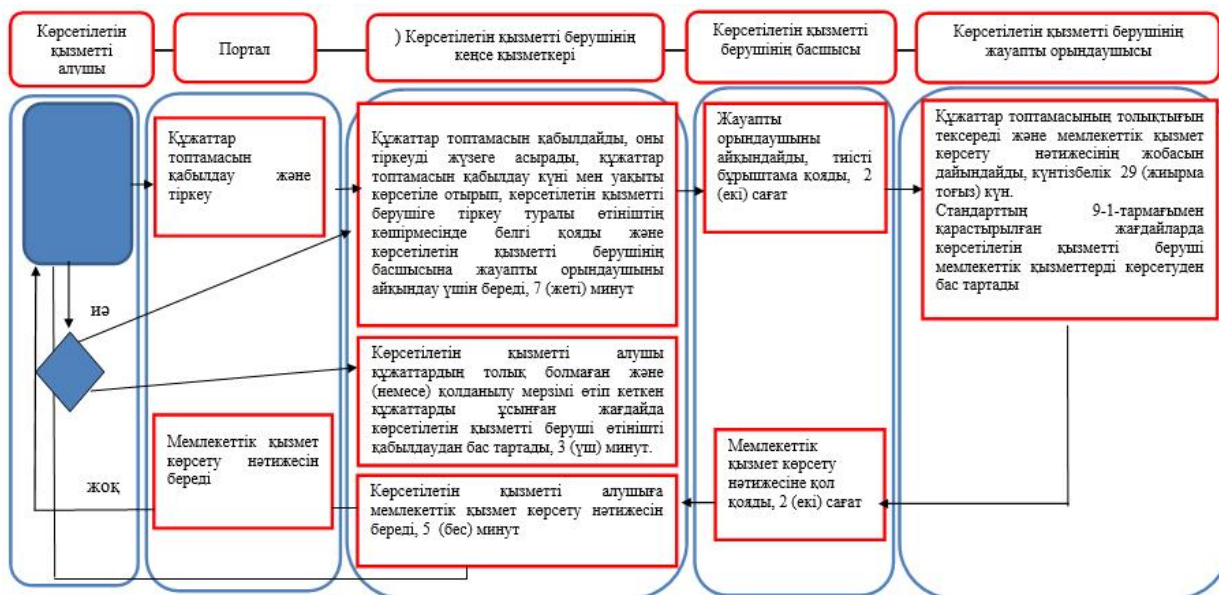 Көрсетілетін
қызметті
алушы
Портал
) Көрсетілетін қызметті берушінің
кеңсе қызметкері
Көрсетілетін қызметті
берушінің басшысы
Көрсетілетін қызметті берушінің
жауапты орындаушысы
Құжаттар
топтамасын
қабылдау және
тіркеу
Құжаттар топтамасын қабылдайды, оны
тіркеуді жүзеге асырады, құжаттар
топтамасын қабылдау күні мен уақыты
көрсетіле отырып, көрсетілетін қызметті
берушіге тіркеу туралы өтініштің
көшірмесінде белгі қояды және
көрсетілетін қызметті берушінің
басшысына жауапты орындаушыны
айқындау үшін береді, 7 (жеті) минут
Жауапты
орындаушыны
айқындайды, тиісті
бұрыштама қояды, 2
(екі) сағат
Құжаттар топтамасының толықтығын
тексереді және мемлекеттік қызмет
көрсету нәтижесінің жобасын
дайындайды, күнтізбелік 29 (жиырма
тоғыз) күн.
Стандарттың 9-1-тармағымен
қарастырылған жағдайларда
көрсетілетін қызметті беруші
мемлекеттік қызметтерді көрсетуден
бас тартады
иә
Көрсетілетін қызметті алушы
құжаттардың толық болмаған және
(немесе) қолданылу мерзімі өтіп кеткен
құжаттарды ұсынған жағдайда
көрсетілетін қызметті беруші өтінішті
қабылдаудан бас тартады, 3 (үш) минут.
Мемлекеттік қызмет
көрсету нәтижесін
береді
Мемлекеттік
қызмет көрсету
нәтижесіне қол
қояды, 2 (екі) сағат
жоқ
Көрсетілетін қызметті алушыға
мемлекеттік қызмет көрсету нәтижесін
береді, 5 (бес) минут